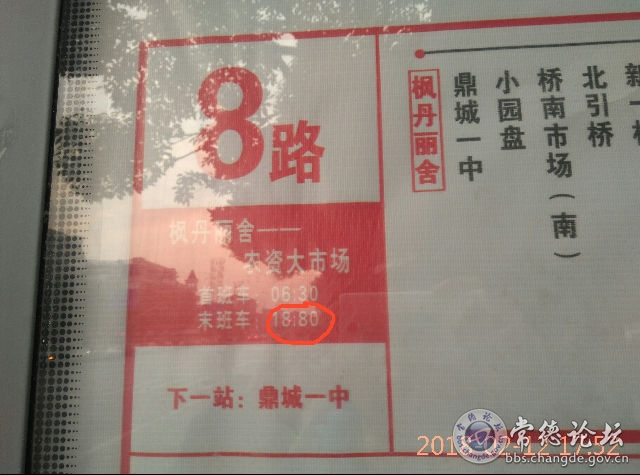 8路
枫丹丽舍——
农资大市场
首班车 06:30
末班车 18:80
下一站：鼎城一中
枫丹丽舍
鼎城一中
小园盘
桥南市场（南）
北引桥
常德论坛
bbs.changde.gov.cn